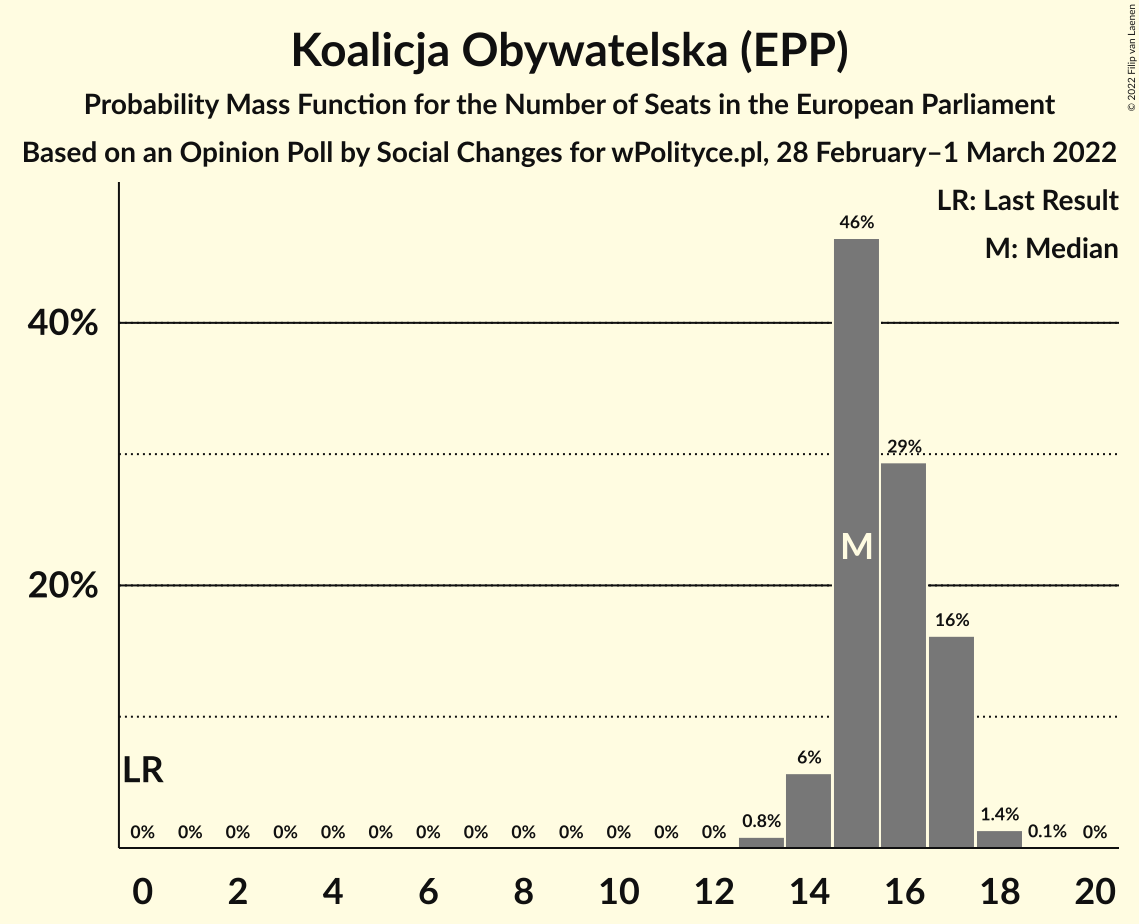 Koalicja Obywatelska (EPP)
Probability Mass Function for the Number of Seats in the European Parliament
Based on an Opinion Poll by Social Changes for wPolityce.pl, 28 February–1 March 2022
© 2022 Filip van Laenen
LR: Last Result
M: Median
46%
40%
29%
M
20%
16%
6%
LR
0% 0% 0% 0% 0% 0% 0% 0% 0% 0% 0% 0% 0% 0.8% 1.4% 0.1% 0%
0 2 4 6 8 10 12 14 16 18 20